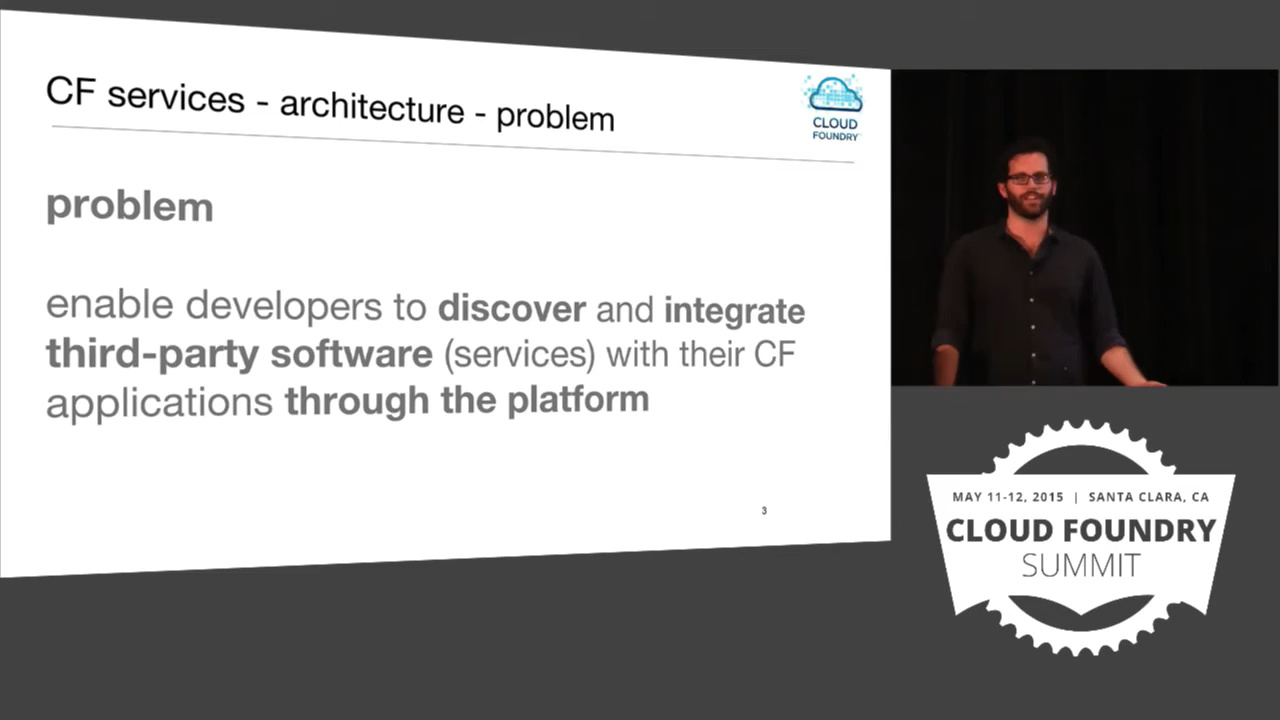 CF services - architecture - problem
CLOUD
FOUNDRY
problem
enable developers to discover and integrate
third-party software (services) with their CF
applications through the platform
3
MAY 11-12, 2015 | SANTA CLARA, CA
CLOUD FOUNDRY
SUMMIT